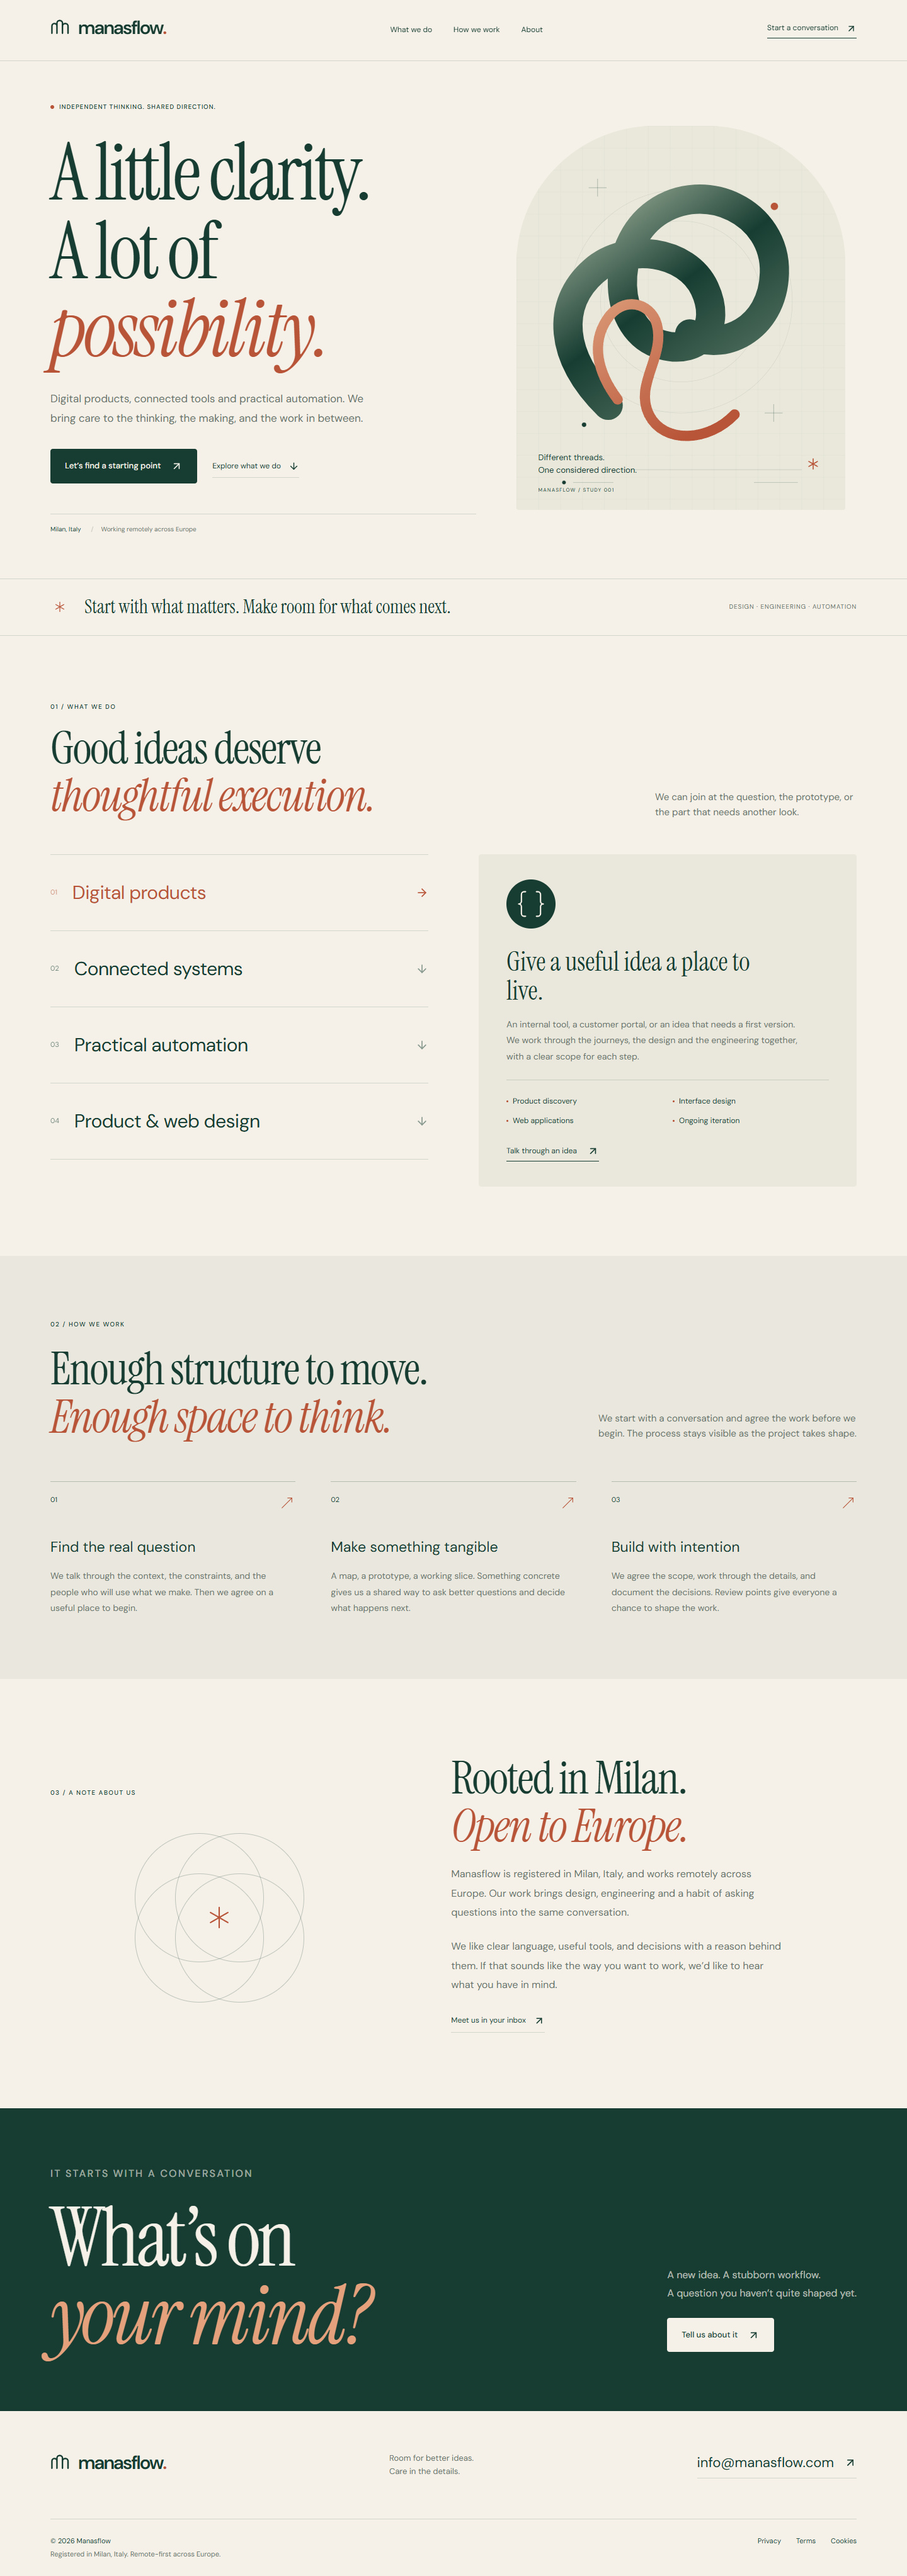 manasflow.
What we do
How we work
About
Start a conversation
INDEPENDENT THINKING. SHARED DIRECTION.
A little clarity.
A lot of
possibility.
Digital products, connected tools and practical automation. We
bring care to the thinking, the making, and the work in between.
Let's find a starting point
Explore what we do
Milan, Italy / Working remotely across Europe
Different threads.
One considered direction.
MANASFLOW / STUDY 001
Start with what matters. Make room for what comes next.
DESIGN · ENGINEERING · AUTOMATION
01 / WHAT WE DO
Good ideas deserve
thoughtful execution.
We can join at the question, the prototype, or
the part that needs another look.
01 Digital products
02 Connected systems
03 Practical automation
04 Product & web design
{ }
Give a useful idea a place to
live.
An internal tool, a customer portal, or an idea that needs a first version.
We work through the journeys, the design and the engineering together,
with a clear scope for each step.
Product discovery
Interface design
Web applications
Ongoing iteration
Talk through an idea
02 / HOW WE WORK
Enough structure to move.
Enough space to think.
We start with a conversation and agree the work before we
begin. The process stays visible as the project takes shape.
01
Find the real question
We talk through the context, the constraints, and the
people who will use what we make. Then we agree on a
useful place to begin.
02
Make something tangible
A map, a prototype, a working slice. Something concrete
gives us a shared way to ask better questions and decide
what happens next.
03
Build with intention
We agree the scope, work through the details, and
document the decisions. Review points give everyone a
chance to shape the work.
03 / A NOTE ABOUT US
Rooted in Milan.
Open to Europe.
Manasflow is registered in Milan, Italy, and works remotely across
Europe. Our work brings design, engineering and a habit of asking
questions into the same conversation.
We like clear language, useful tools, and decisions with a reason behind
them. If that sounds like the way you want to work, we'd like to hear
what you have in mind.
Meet us in your inbox
IT STARTS WITH A CONVERSATION
What's on
your mind?
A new idea. A stubborn workflow.
A question you haven't quite shaped yet.
Tell us about it
manasflow.
Room for better ideas.
Care in the details.
info@manasflow.com
© 2026 Manasflow
Registered in Milan, Italy. Remote-first across Europe.
Privacy
Terms
Cookies